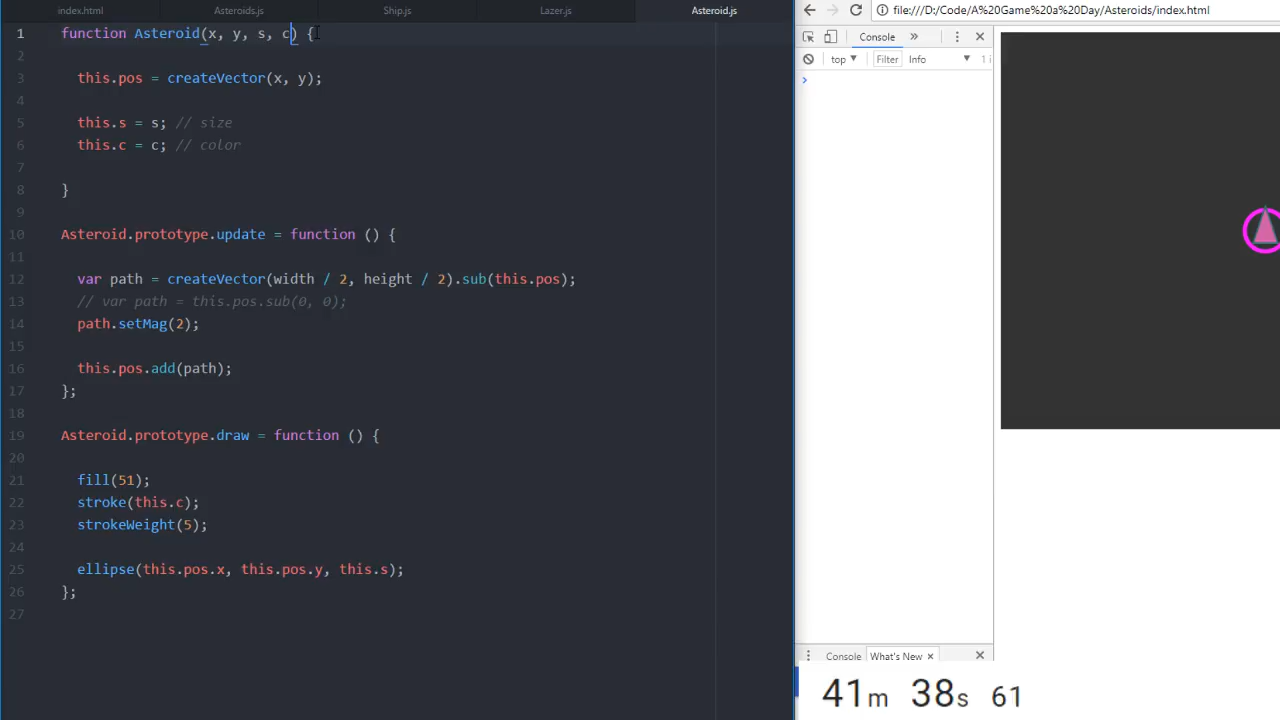 index.html Asteroids.js Ship.js Lazer.js Asteroid.js
1 function Asteroid(x, y, s, c) {
2
3 this.pos = createVector(x, y);
4
5 this.s = s; // size
6 this.c = c; // color
7
8 }
9
10 Asteroid.prototype.update = function () {
11
12 var path = createVector(width / 2, height / 2).sub(this.pos);
13 // var path = this.pos.sub(0, 0);
14 path.setMag(2);
15
16 this.pos.add(path);
17 };
18
19 Asteroid.prototype.draw = function () {
20
21 fill(51);
22 stroke(this.c);
23 strokeWeight(5);
24
25 ellipse(this.pos.x, this.pos.y, this.s);
26 };
27
file:///D:/Code/A%20Game%20a%20Day/Asteroids/index.html
Console »
top ▼ Filter Info ▼ 1 i
>
Console What's New ×
41m 38s 61